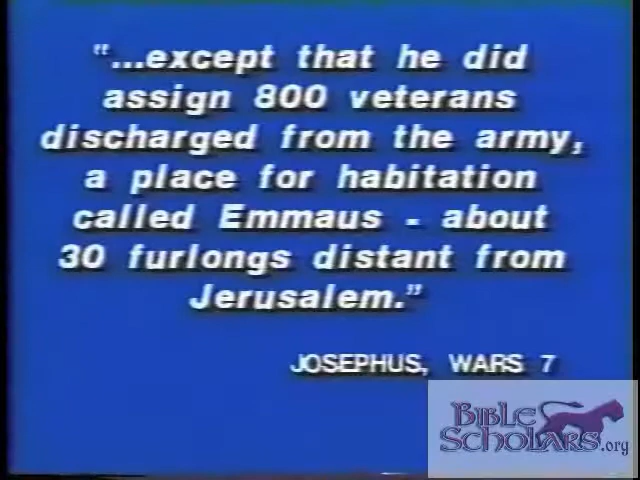 "...except that he did
assign 800 veterans
discharged from the army,
a place for habitation
called Emmaus - about
30 furlongs distant from
Jerusalem."
JOSEPHUS, WARS 7
BIBLE
SCHOLARS.org